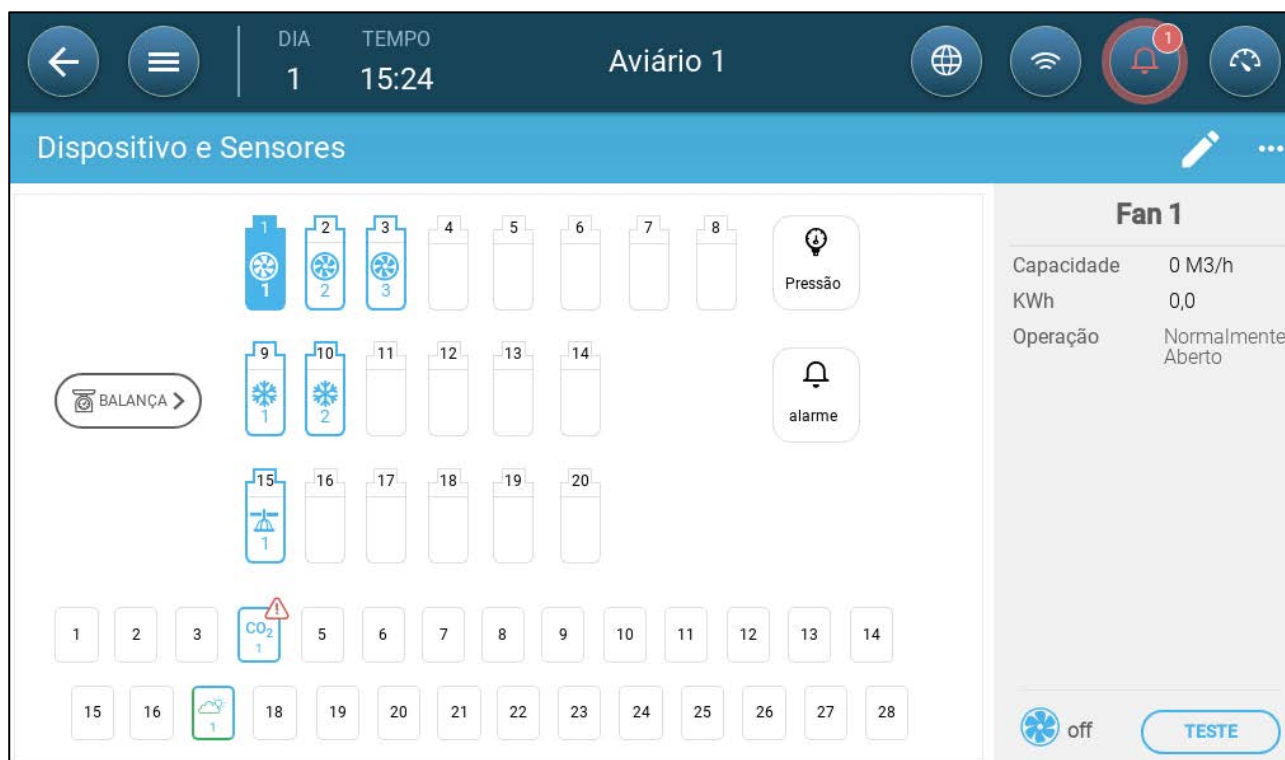 DIA TEMPO
1 15:24 Aviário 1 1
Dispositivo e Sensores
Fan 1
1 2 3 4 5 6 7 8
1 2 3 Pressão
Capacidade 0 M3/h
KWh 0,0
Operação Normalmente
Aberto
9 10 11 12 13 14
BALANÇA
1 2 alarme
15 16 17 18 19 20
1
1 2 3 CO2 5 6 7 8 9 10 11 12 13 14
1
15 16 1 18 19 20 21 22 23 24 25 26 27 28
off TESTE